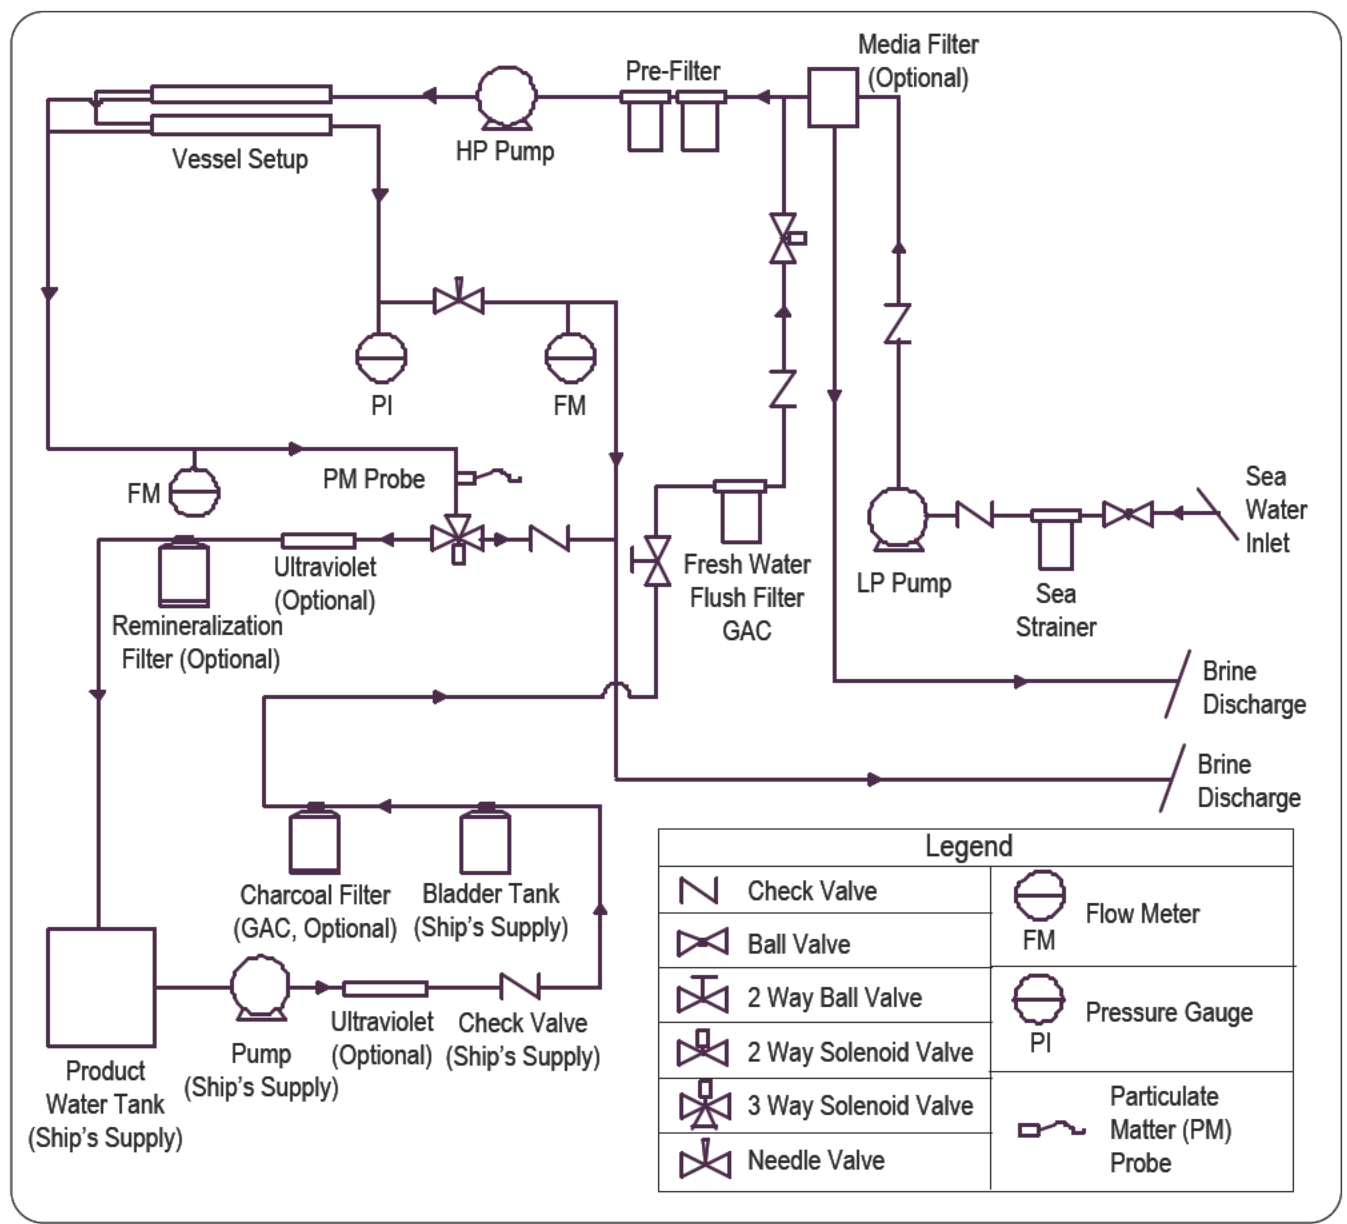 Media Filter
(Optional)
Pre-Filter
HP Pump
Vessel Setup
PI
FM
FM
PM Probe
Sea
Water
Inlet
Ultraviolet
(Optional)
Fresh Water
Flush Filter
GAC
LP Pump
Sea
Strainer
Remineralization
Filter (Optional)
Brine
Discharge
Brine
Discharge
Charcoal Filter
(GAC, Optional)
Bladder Tank
(Ship's Supply)
Product
Water Tank
(Ship's Supply)
Pump
(Ship's Supply)
Ultraviolet
(Optional)
Check Valve
(Ship's Supply)
Legend
Check Valve
Ball Valve
2 Way Ball Valve
2 Way Solenoid Valve
3 Way Solenoid Valve
Needle Valve
FM
Flow Meter
PI
Pressure Gauge
Particulate
Matter (PM)
Probe